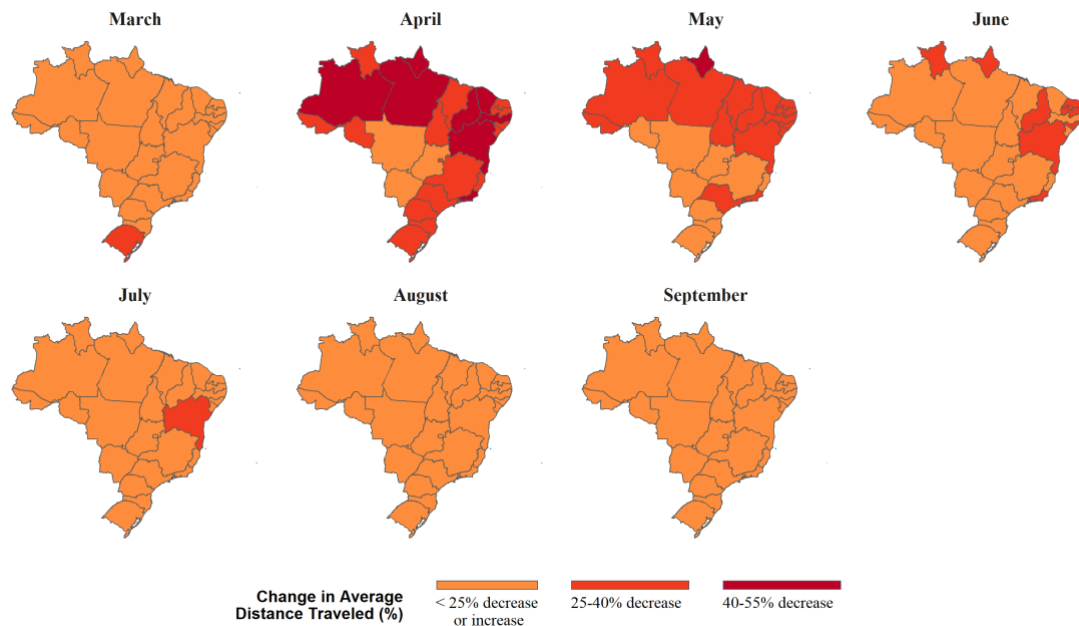 March
April
May
June
July
August
September
Change in Average
Distance Traveled (%)
< 25% decrease
or increase
25-40% decrease
40-55% decrease